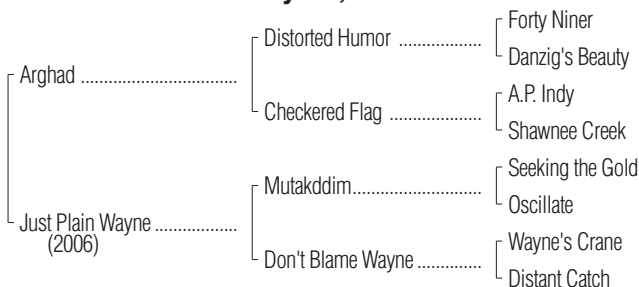 Forty Niner
Distorted Humor ..................
Danzig's Beauty
Arghad ..................................
A.P. Indy
Checkered Flag ....................
Shawnee Creek
Seeking the Gold
Mutakddim............................
Oscillate
Just Plain Wayne ..................
(2006)
Wayne's Crane
Don't Blame Wayne ..............
Distant Catch